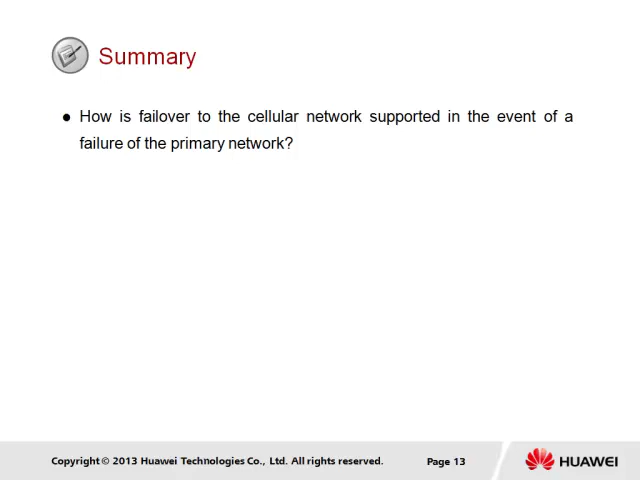 Summary
● How is failover to the cellular network supported in the event of a
failure of the primary network?
Copyright © 2013 Huawei Technologies Co., Ltd. All rights reserved.
Page 13
HUAWEI